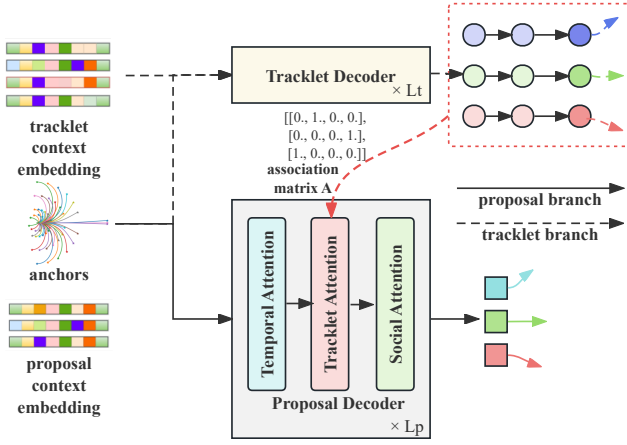 Tracklet Decoder
× Lt
tracklet
context
embedding
[[0., 1., 0., 0.],
[0., 0., 0., 1.],
[1., 0., 0., 0.]]
association
matrix A
anchors
proposal branch
tracklet branch
Temporal Attention
Tracklet Attention
Social Attention
Proposal Decoder
× Lp
proposal
context
embedding